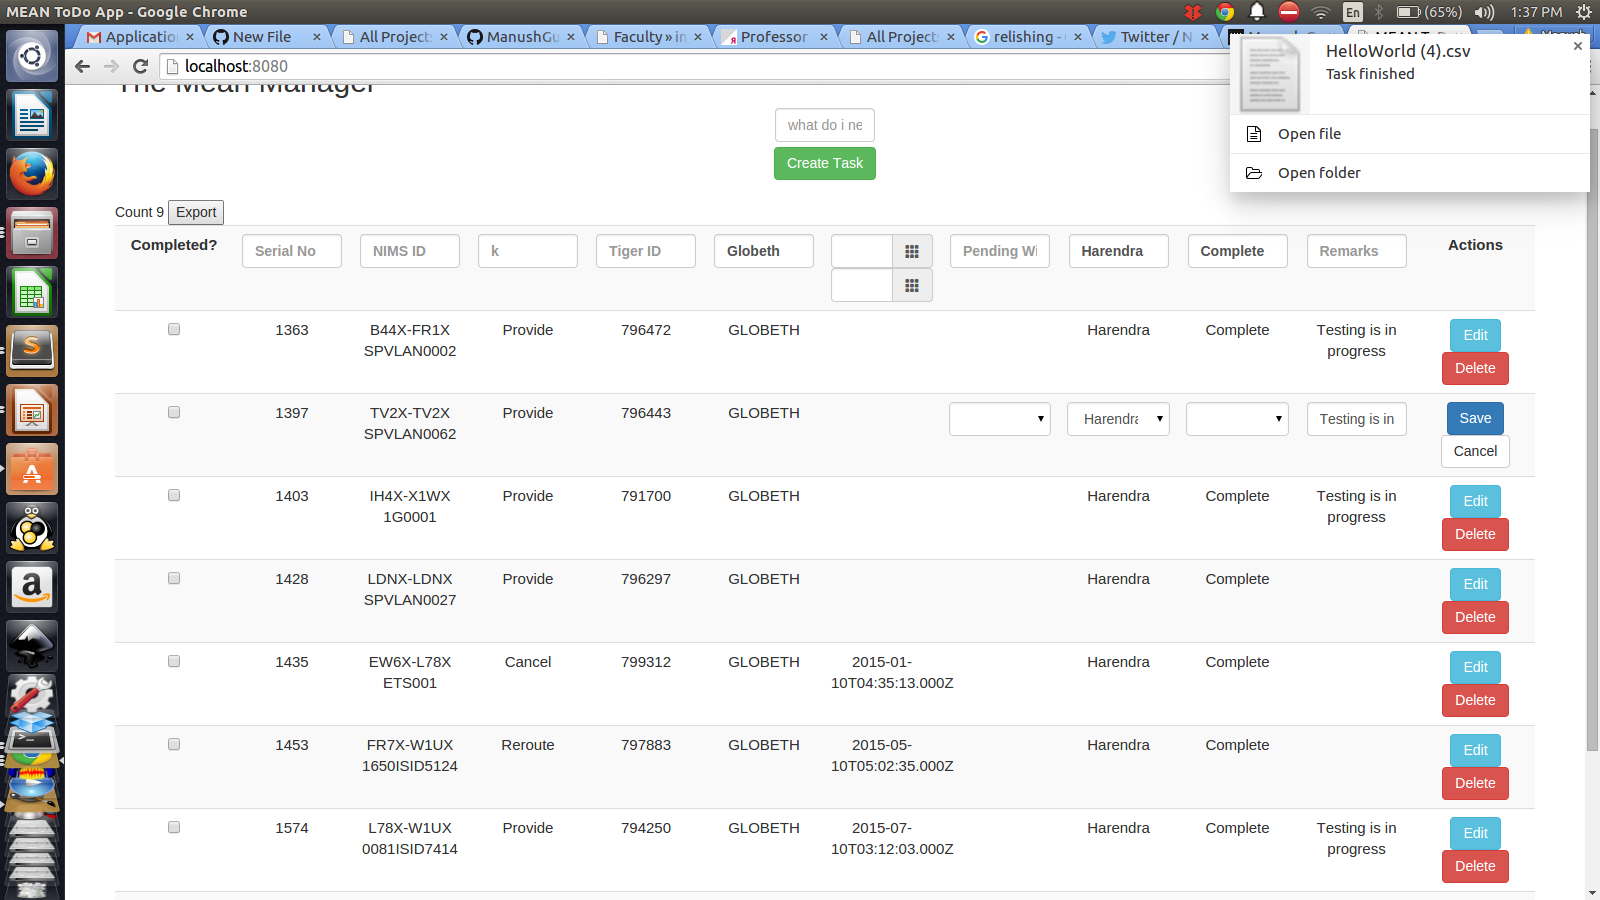 MEAN ToDo App - Google Chrome
En
(65%)
1:37 PM
Application
New File
All Projects
ManushGu
Faculty » in
Professor
All Projects
relishing -
Twitter / N
localhost:8080
HelloWorld (4).csv
Task finished
Open file
Open folder
The Mean Manager
what do i ne
Create Task
Count 9 Export
Completed? Serial No NIMS ID k Tiger ID Globeth Pending Wi Harendra Complete Remarks Actions
1363 B44X-FR1X Provide 796472 GLOBETH Harendra Complete Testing is in Edit
SPVLAN0002 progress
Delete
1397 TV2X-TV2X Provide 796443 GLOBETH Harendra Testing is in Save
SPVLAN0062
Cancel
1403 IH4X-X1WX Provide 791700 GLOBETH Harendra Complete Testing is in Edit
1G0001 progress
Delete
1428 LDNX-LDNX Provide 796297 GLOBETH Harendra Complete Edit
SPVLAN0027
Delete
1435 EW6X-L78X Cancel 799312 GLOBETH 2015-01- Harendra Complete Edit
ETS001 10T04:35:13.000Z
Delete
1453 FR7X-W1UX Reroute 797883 GLOBETH 2015-05- Harendra Complete Edit
1650ISID5124 10T05:02:35.000Z
Delete
1574 L78X-W1UX Provide 794250 GLOBETH 2015-07- Harendra Complete Testing is in Edit
0081ISID7414 10T03:12:03.000Z progress
Delete